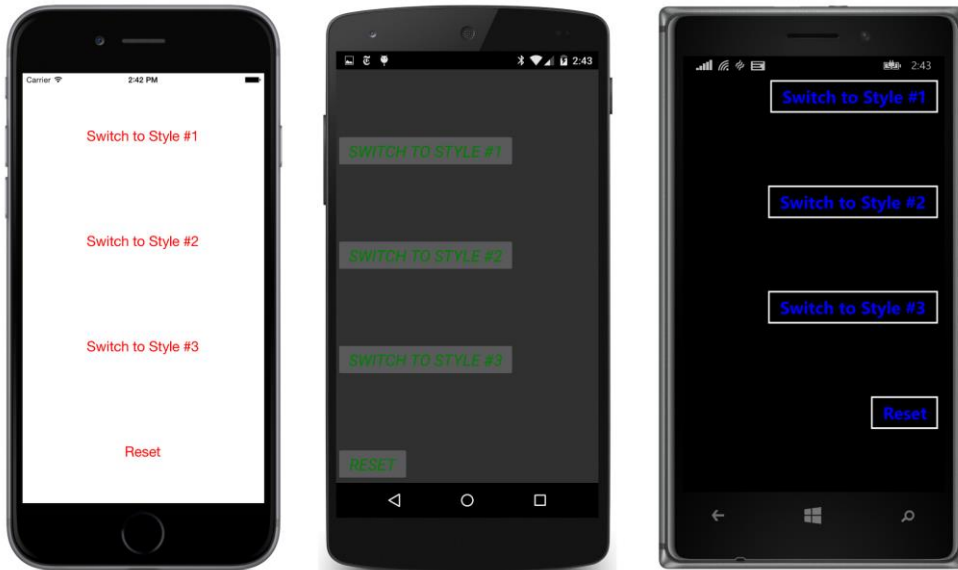 Carrier
2:42 PM
Switch to Style #1
Switch to Style #2
Switch to Style #3
Reset
2:43
SWITCH TO STYLE #1
SWITCH TO STYLE #2
SWITCH TO STYLE #3
RESET
2:43
Switch to Style #1
Switch to Style #2
Switch to Style #3
Reset